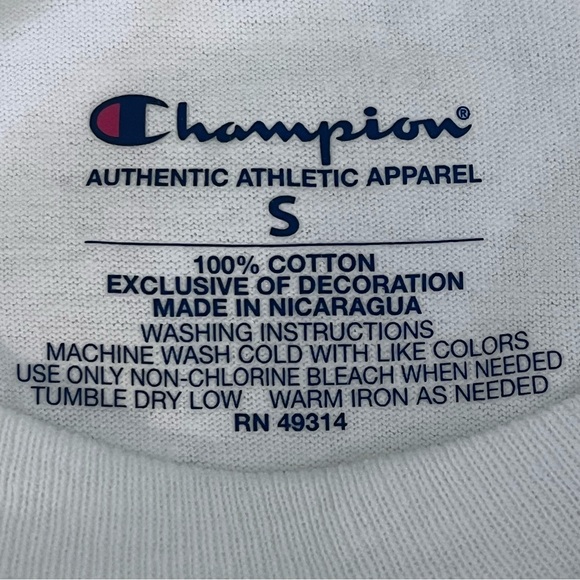 Champion®
AUTHENTIC ATHLETIC APPAREL
S
100% COTTON
EXCLUSIVE OF DECORATION
MADE IN NICARAGUA
WASHING INSTRUCTIONS
MACHINE WASH COLD WITH LIKE COLORS
USE ONLY NON-CHLORINE BLEACH WHEN NEEDED
TUMBLE DRY LOW WARM IRON AS NEEDED
RN 49314